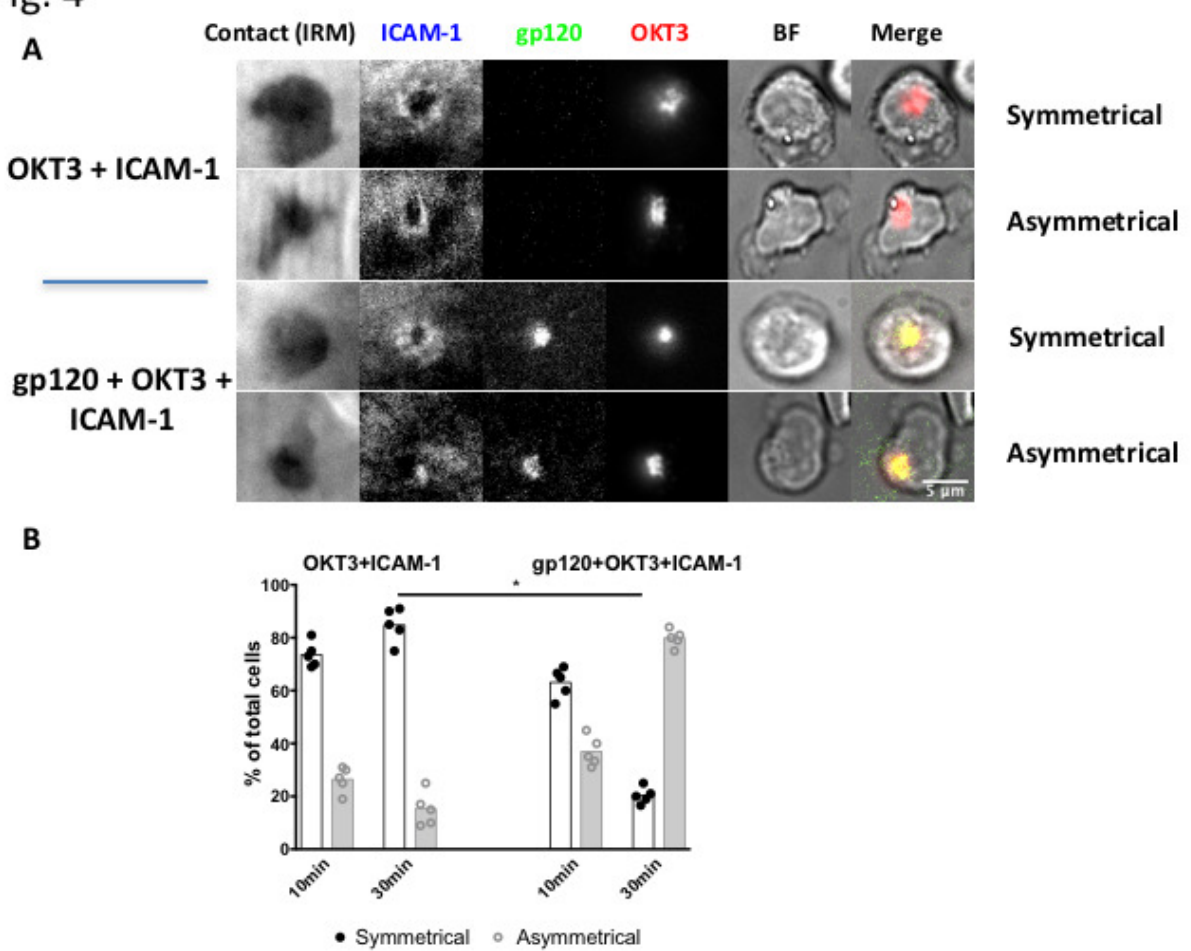 ig. 4
A
Contact (IRM) ICAM-1 gp120 OKT3 BF Merge
OKT3 + ICAM-1
Symmetrical
Asymmetrical
gp120 + OKT3 +
ICAM-1
Symmetrical
Asymmetrical
5 µm
B
OKT3+ICAM-1 gp120+OKT3+ICAM-1
*
% of total cells
100
80
60
40
20
0
10min 30min 10min 30min
Symmetrical Asymmetrical